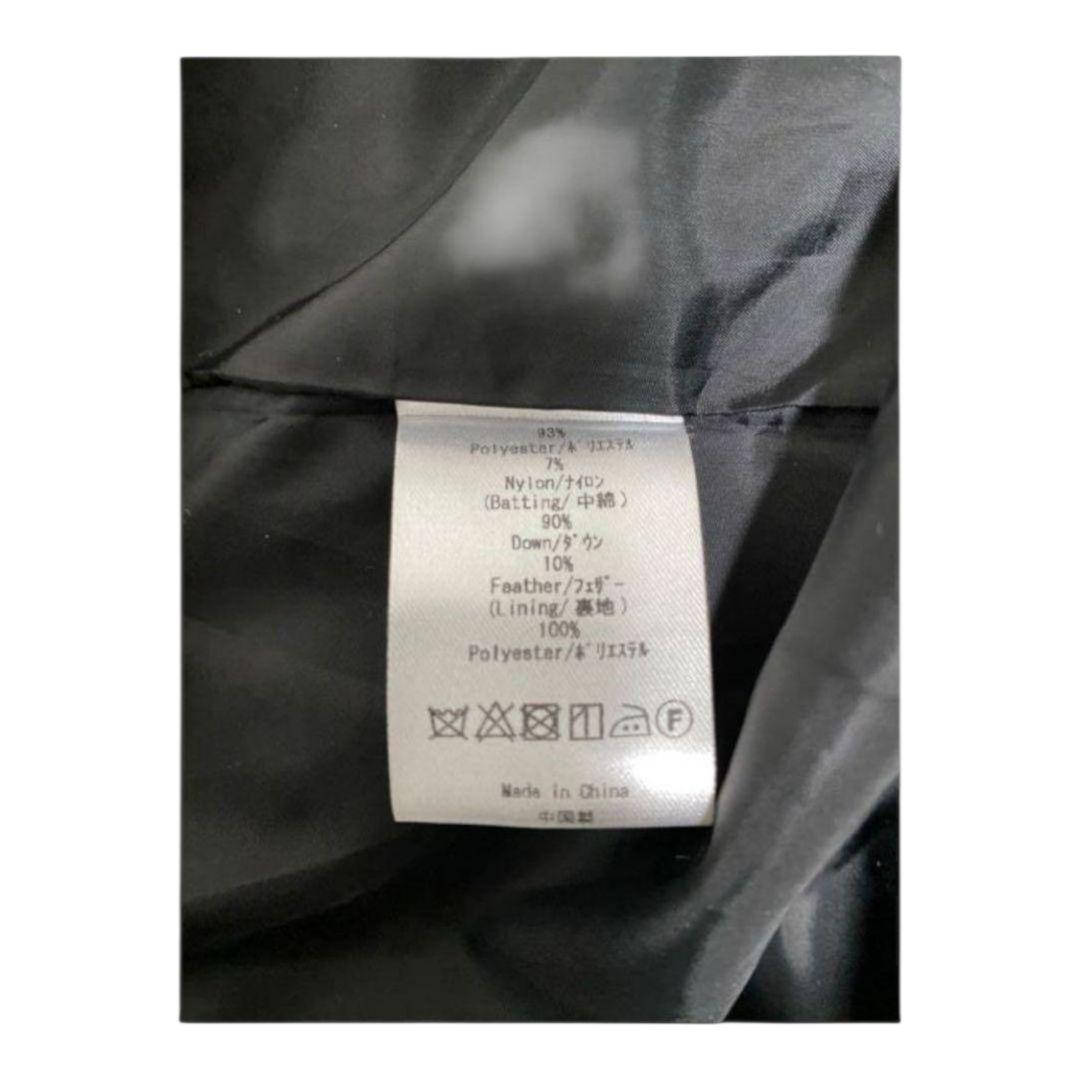 93%
Polyester/ポリエステル
7%
Nylon/ナイロン
(Batting/中綿)
90%
Down/ダウン
10%
Feather/フェザー
(Lining/裏地)
100%
Polyester/ポリエステル
F
Made in China
中国製